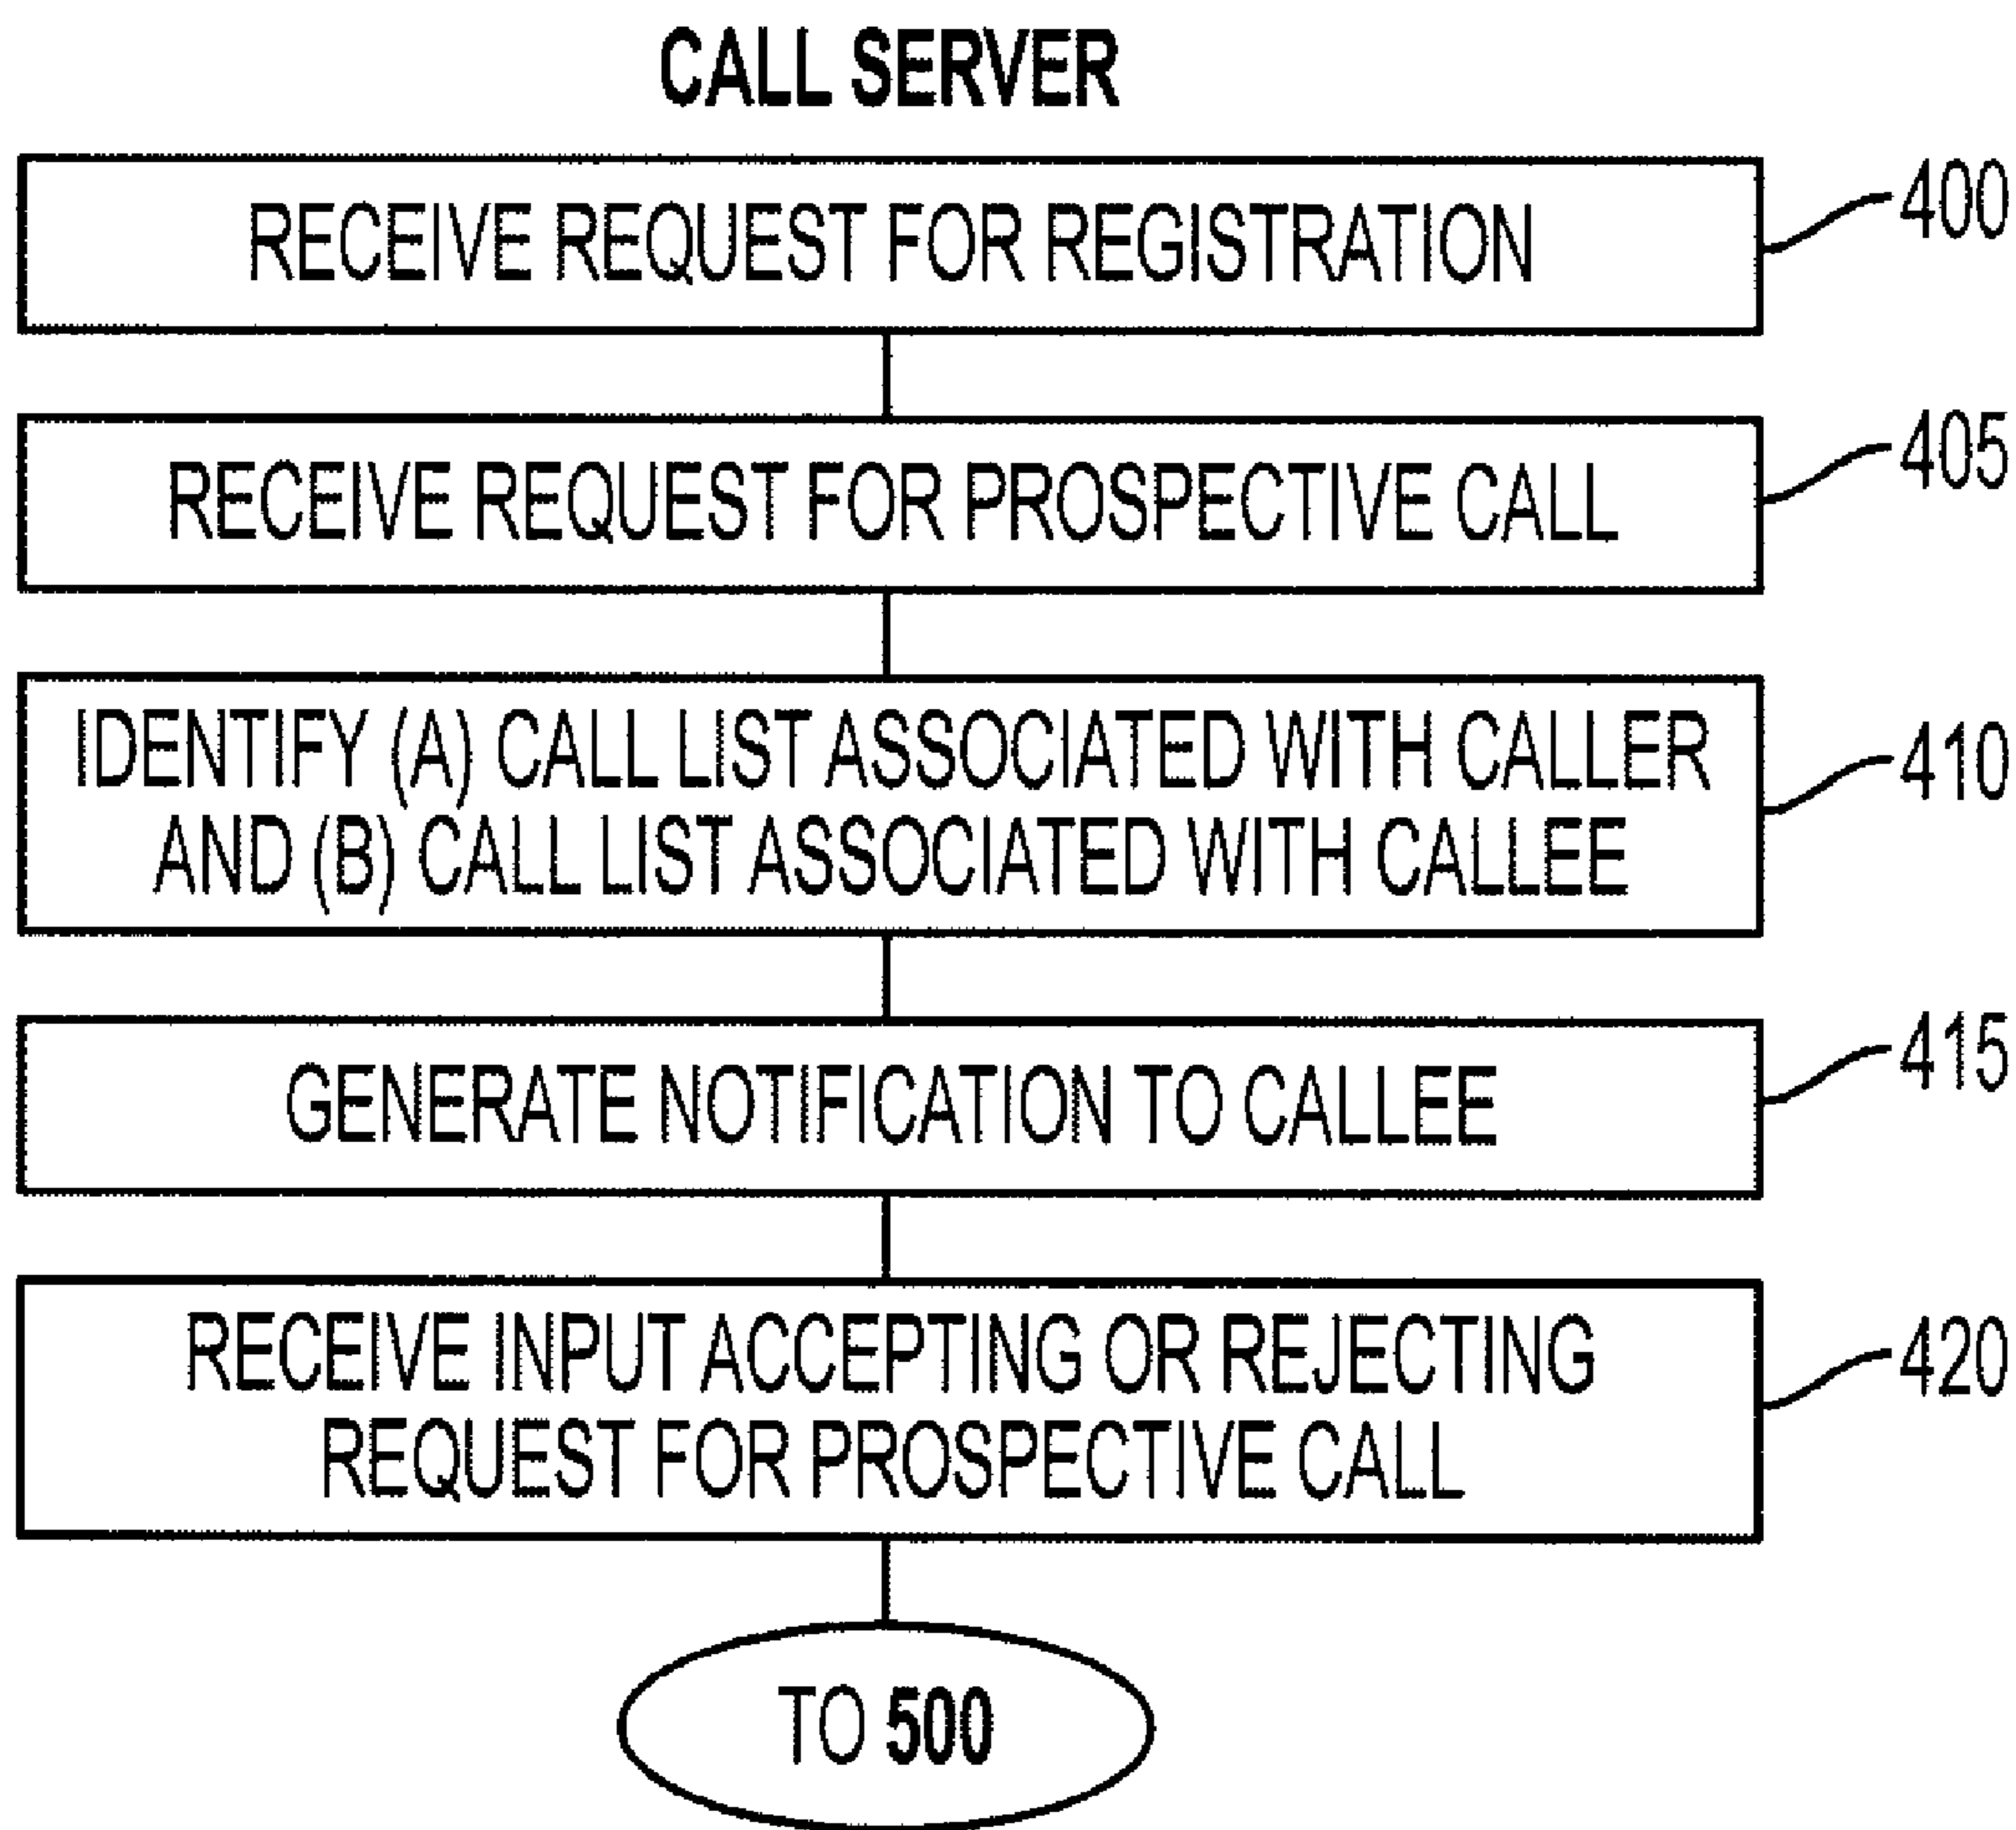 CALL SERVER
RECEIVE REQUEST FOR REGISTRATION
400
RECEIVE REQUEST FOR PROSPECTIVE CALL
405
IDENTIFY (A) CALL LIST ASSOCIATED WITH CALLER
AND (B) CALL LIST ASSOCIATED WITH CALLEE
410
GENERATE NOTIFICATION TO CALLEE
415
RECEIVE INPUT ACCEPTING OR REJECTING
REQUEST FOR PROSPECTIVE CALL
420
TO 500